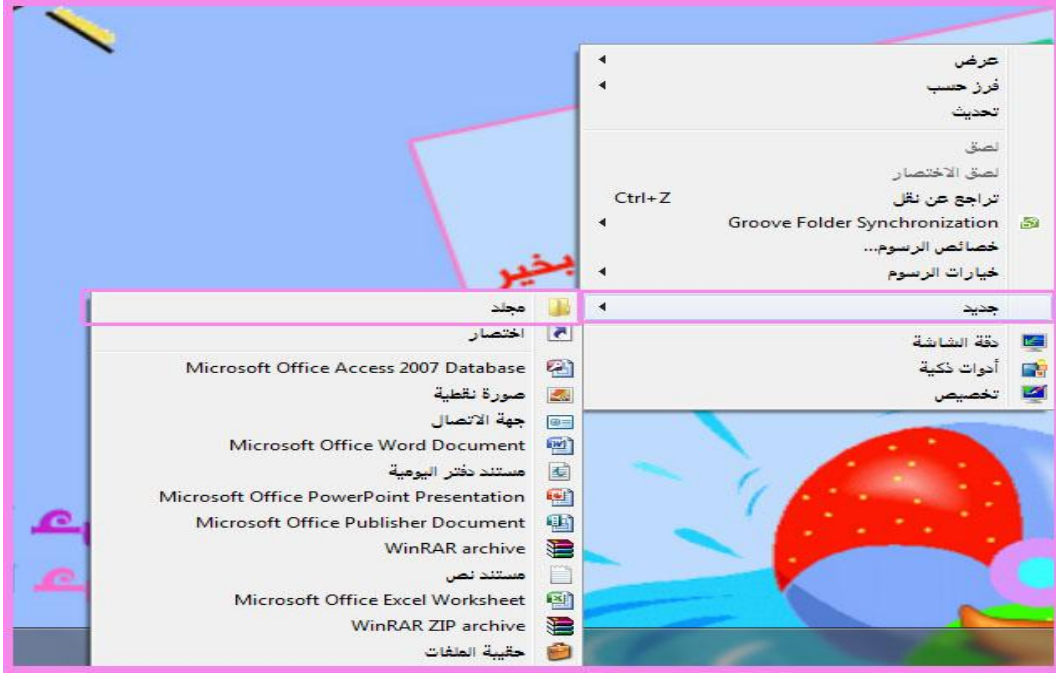 عرض
فرز حسب
تحديث
لصق
لصق الاختصار
تراجع عن نقل Ctrl+Z
Groove Folder Synchronization
خصائص الرسوم...
خيارات الرسوم
جديد
دقة الشاشة
أدوات ذكية
تخصيص
مجلد
اختصار
Microsoft Office Access 2007 Database
صورة نقطية
جهة الاتصال
Microsoft Office Word Document
مستند دفتر اليومية
Microsoft Office PowerPoint Presentation
Microsoft Office Publisher Document
WinRAR archive
مستند نص
Microsoft Office Excel Worksheet
WinRAR ZIP archive
حقيبة الملفات
بخير